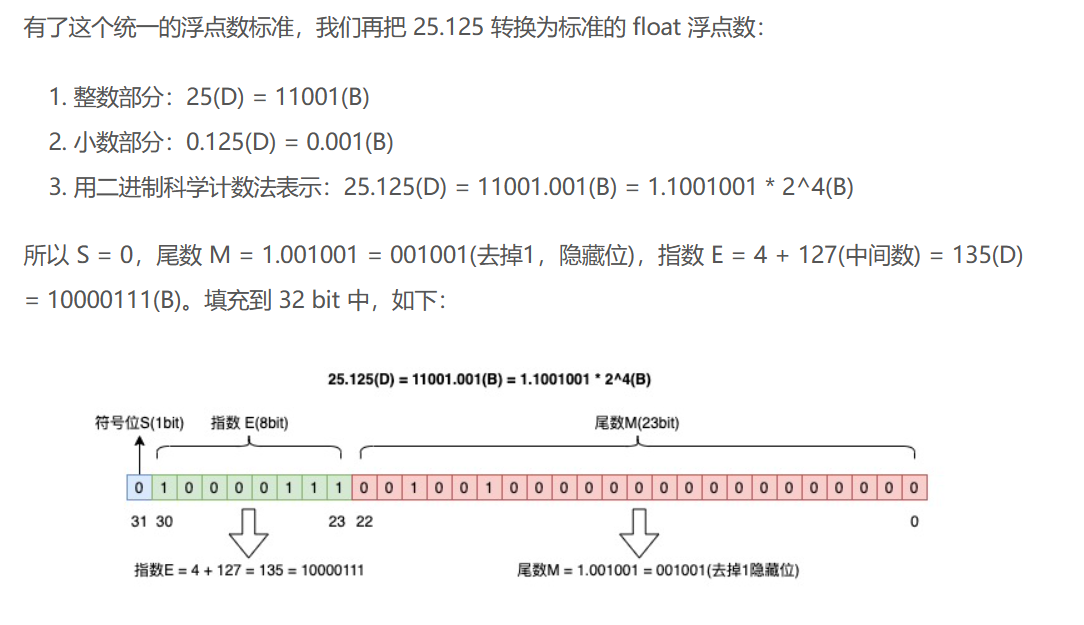 有了这个统一的浮点数标准，我们再把 25.125 转换为标准的 float 浮点数：
1. 整数部分：25(D) = 11001(B)
2. 小数部分：0.125(D) = 0.001(B)
3. 用二进制科学计数法表示：25.125(D) = 11001.001(B) = 1.1001001 * 2^4(B)
所以 S = 0，尾数 M = 1.001001 = 001001(去掉1，隐藏位)，指数 E = 4 + 127(中间数) = 135(D)
= 10000111(B)。填充到 32 bit 中，如下：
25.125(D) = 11001.001(B) = 1.1001001 * 2^4(B)
符号位S(1bit) 指数 E(8bit) 尾数M(23bit)
0 1 0 0 0 0 1 1 1 0 0 1 0 0 1 0 0 0 0 0 0 0 0 0 0 0 0 0 0 0 0 0
31 30 23 22 0
指数E = 4 + 127 = 135 = 10000111 尾数M = 1.001001 = 001001(去掉1隐藏位)